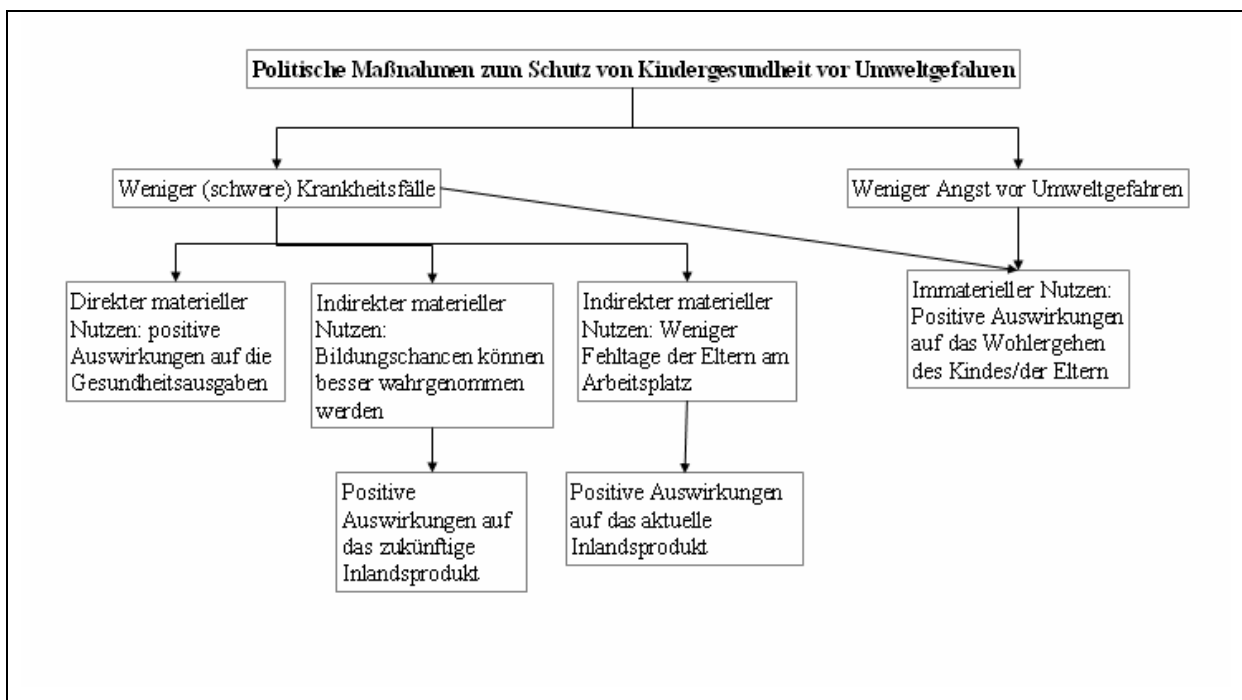 Politische Maßnahmen zum Schutz von Kindergesundheit vor Umweltgefahren
Weniger (schwere) Krankheitsfälle
Weniger Angst vor Umweltgefahren
Direkter materieller
Nutzen: positive
Auswirkungen auf die
Gesundheitsausgaben
Indirekter materieller
Nutzen:
Bildungschancen können
besser wahrgenommen
werden
Indirekter materieller
Nutzen: Weniger
Fehltage der Eltern am
Arbeitsplatz
Immaterieller Nutzen:
Positive Auswirkungen
auf das Wohlergehen
des Kindes/der Eltern
Positive
Auswirkungen auf
das zukünftige
Inlandsprodukt
Positive Auswirkungen
auf das aktuelle
Inlandsprodukt